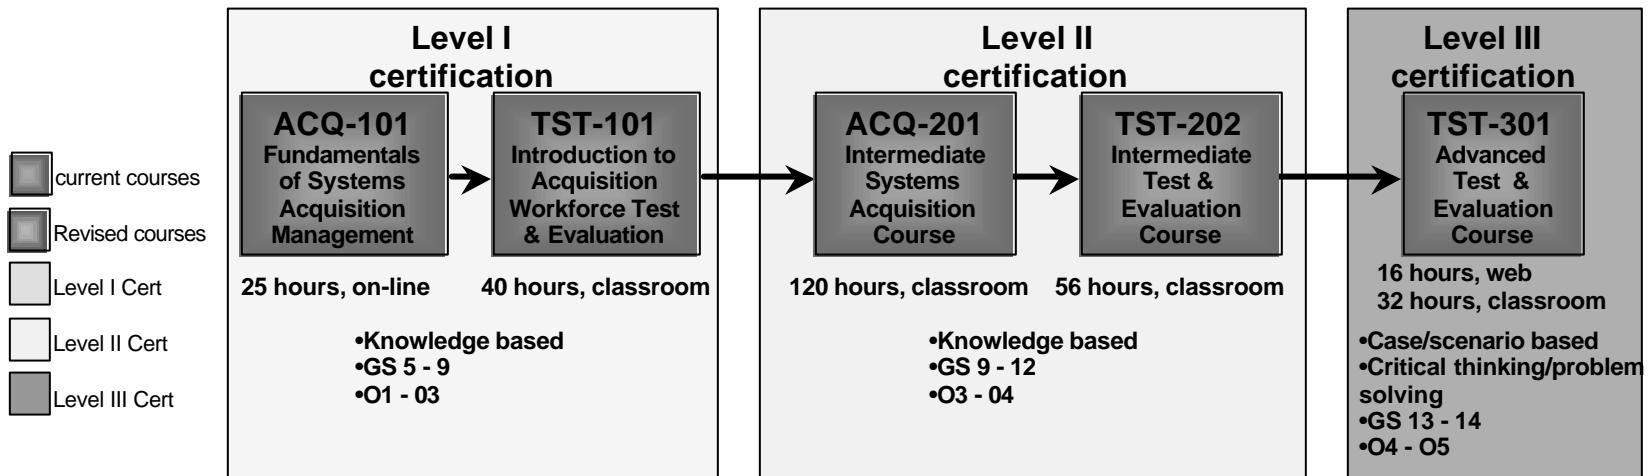 Level I
certification
ACQ-101
Fundamentals
of Systems
Acquisition
Management
TST-101
Introduction to
Acquisition
Workforce Test
& Evaluation
25 hours, on-line
40 hours, classroom
•Knowledge based
•GS 5 - 9
•O1 - 03
Level II
certification
ACQ-201
Intermediate
Systems
Acquisition
Course
TST-202
Intermediate
Test &
Evaluation
Course
120 hours, classroom
56 hours, classroom
•Knowledge based
•GS 9 - 12
•O3 - 04
Level III
certification
TST-301
Advanced
Test &
Evaluation
Course
16 hours, web
32 hours, classroom
•Case/scenario based
•Critical thinking/problem
solving
•GS 13 - 14
•O4 - O5
current courses
Revised courses
Level I Cert
Level II Cert
Level III Cert